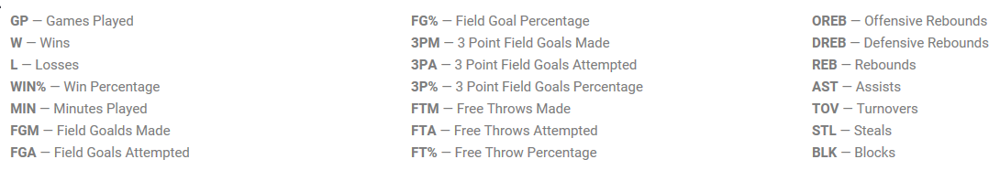 GP — Games Played
W — Wins
L — Losses
WIN% — Win Percentage
MIN — Minutes Played
FGM — Field Goalds Made
FGA — Field Goals Attempted
FG% — Field Goal Percentage
3PM — 3 Point Field Goals Made
3PA — 3 Point Field Goals Attempted
3P% — 3 Point Field Goals Percentage
FTM — Free Throws Made
FTA — Free Throws Attempted
FT% — Free Throw Percentage
OREB — Offensive Rebounds
DREB — Defensive Rebounds
REB — Rebounds
AST — Assists
TOV — Turnovers
STL — Steals
BLK — Blocks